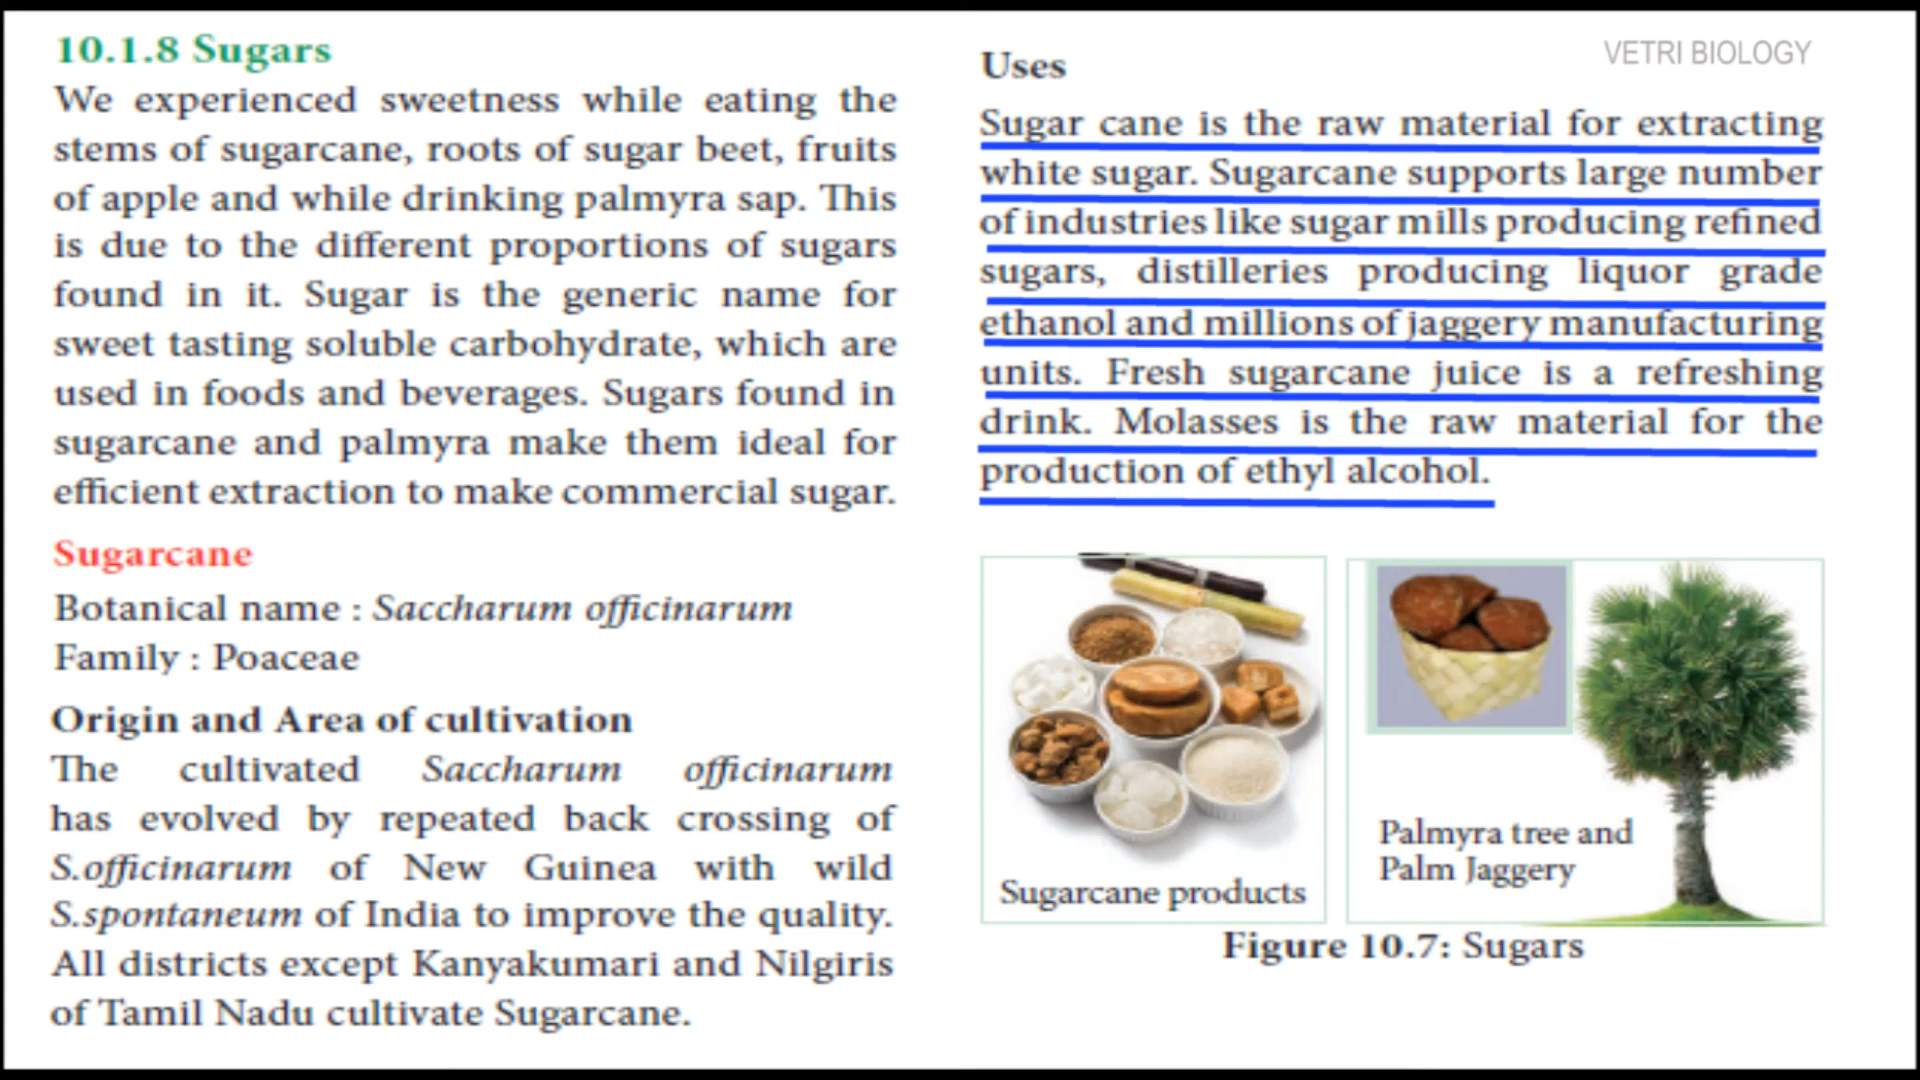 10.1.8 Sugars
We experienced sweetness while eating the
stems of sugarcane, roots of sugar beet, fruits
of apple and while drinking palmyra sap. This
is due to the different proportions of sugars
found in it. Sugar is the generic name for
sweet tasting soluble carbohydrate, which are
used in foods and beverages. Sugars found in
sugarcane and palmyra make them ideal for
efficient extraction to make commercial sugar.
Sugarcane
Botanical name : Saccharum officinarum
Family : Poaceae
Origin and Area of cultivation
The cultivated Saccharum officinarum
has evolved by repeated back crossing of
S.officinarum of New Guinea with wild
S.spontaneum of India to improve the quality.
All districts except Kanyakumari and Nilgiris
of Tamil Nadu cultivate Sugarcane.
VETRI BIOLOGY
Uses
Sugar cane is the raw material for extracting
white sugar. Sugarcane supports large number
of industries like sugar mills producing refined
sugars, distilleries producing liquor grade
ethanol and millions of jaggery manufacturing
units. Fresh sugarcane juice is a refreshing
drink. Molasses is the raw material for the
production of ethyl alcohol.
Sugarcane products
Palmyra tree and
Palm Jaggery
Figure 10.7: Sugars